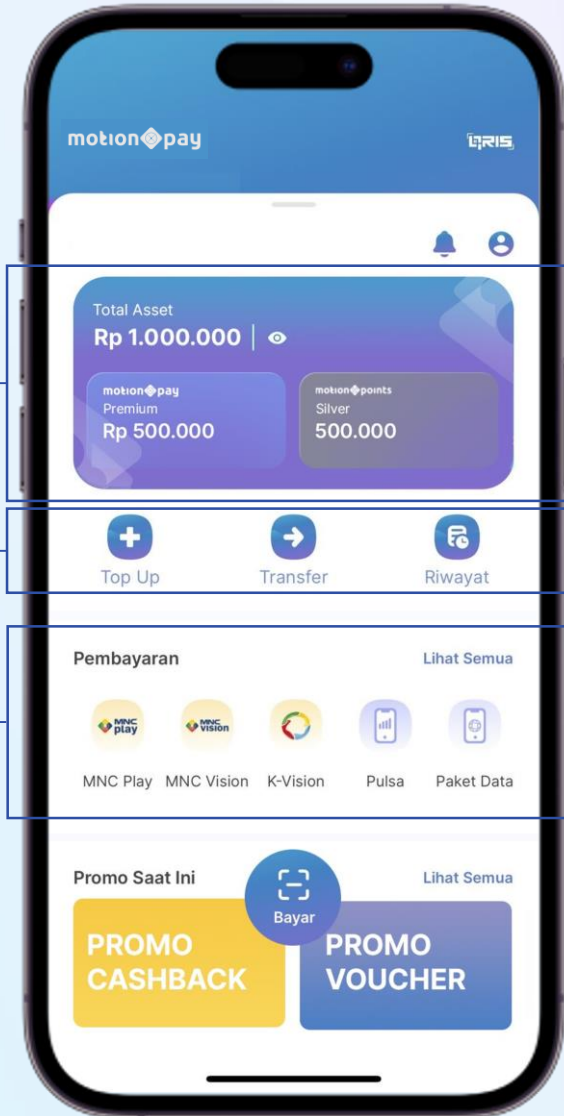 motion pay
QRIS
Total Asset
Rp 1.000.000
motion pay
Premium
Rp 500.000
motion points
Silver
500.000
Top Up
Transfer
Riwayat
Pembayaran
Lihat Semua
MNC play
MNC vision
MNC Play
MNC Vision
K-Vision
Pulsa
Paket Data
Promo Saat Ini
Lihat Semua
Bayar
PROMO
CASHBACK
PROMO
VOUCHER